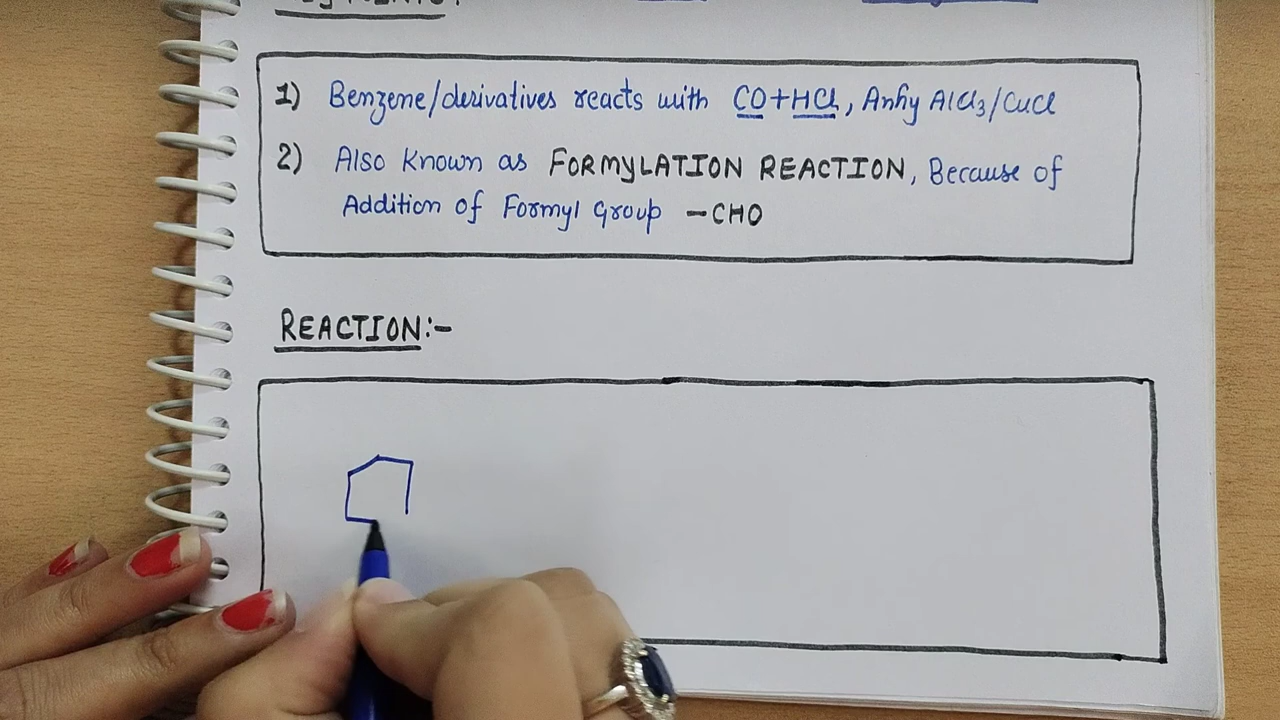 1) Benzene/derivatives reacts with CO+HCl, Anhy AlCl₃/CuCl
2) Also Known as FORMYLATION REACTION, Because of
Addition of Formyl Group -CHO
REACTION:-